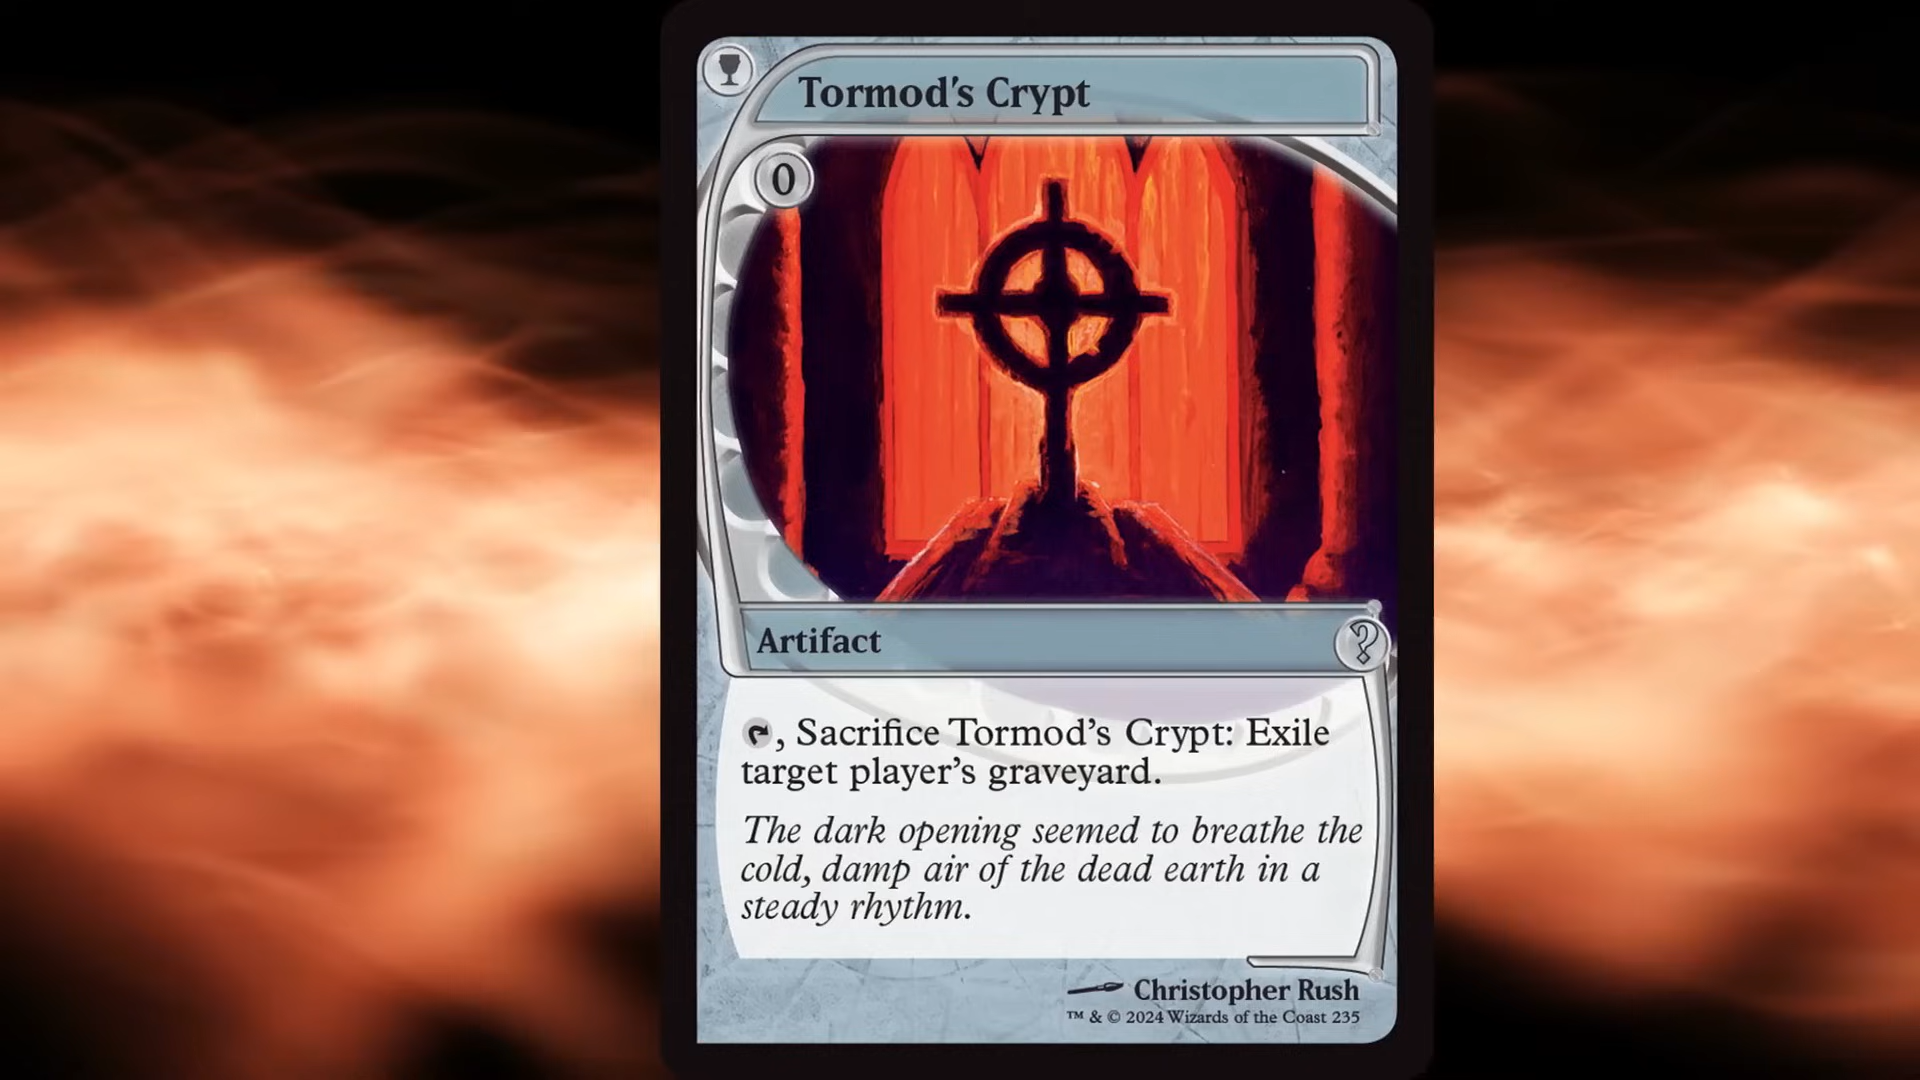 Tormod's Crypt
0
Artifact
?
, Sacrifice Tormod's Crypt: Exile
target player's graveyard.
The dark opening seemed to breathe the
cold, damp air of the dead earth in a
steady rhythm.
Christopher Rush
™ & © 2024 Wizards of the Coast 235